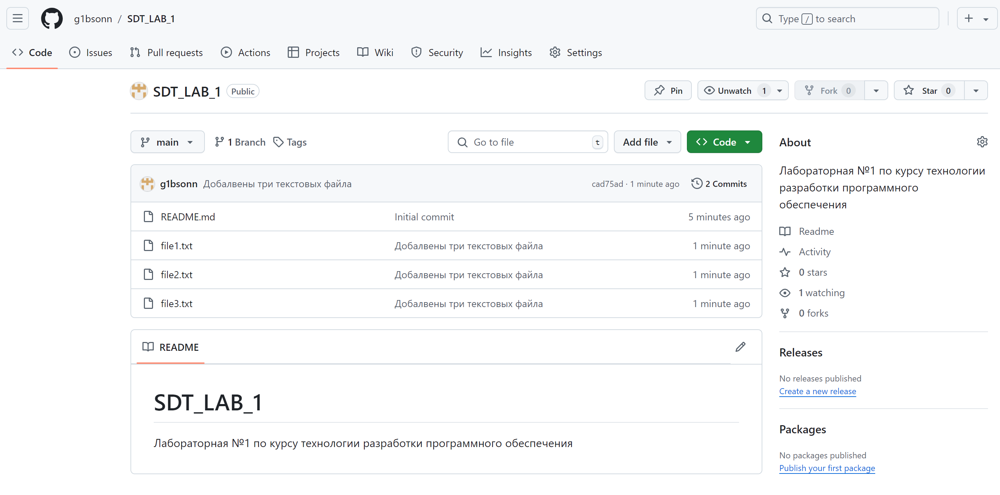 g1bsonn / SDT_LAB_1
Type / to search
Code Issues Pull requests Actions Projects Wiki Security Insights Settings
SDT_LAB_1 Public
Pin Unwatch 1 Fork 0 Star 0
main 1 Branch Tags Go to file t Add file Code
g1bsonn Добалвены три текстовых файла cad75ad · 1 minute ago 2 Commits
README.md Initial commit 5 minutes ago
file1.txt Добалвены три текстовых файла 1 minute ago
file2.txt Добалвены три текстовых файла 1 minute ago
file3.txt Добалвены три текстовых файла 1 minute ago
README
SDT_LAB_1
Лабораторная №1 по курсу технологии разработки программного обеспечения
About
Лабораторная №1 по курсу технологии
разработки программного
обеспечения
Readme
Activity
0 stars
1 watching
0 forks
Releases
No releases published
Create a new release
Packages
No packages published
Publish your first package